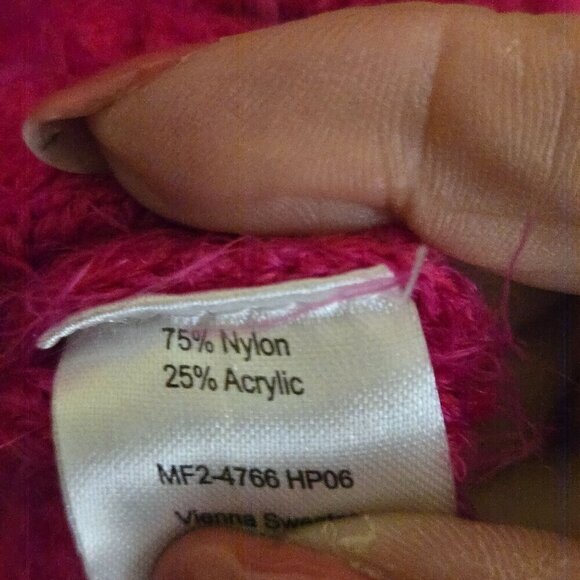 75% Nylon
25% Acrylic
MF2-4766 HP06
Vienna